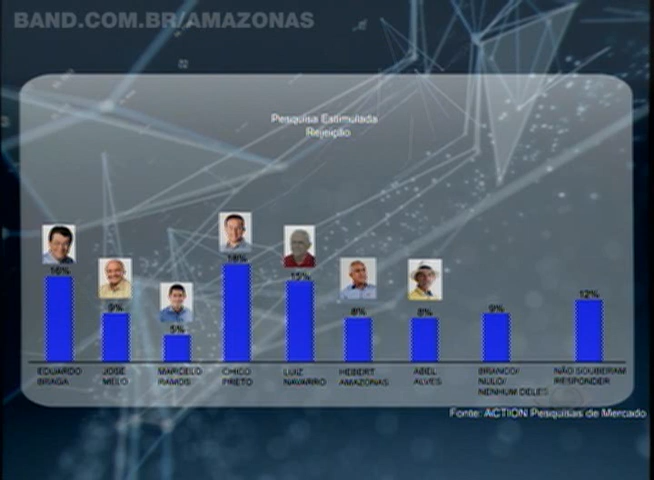 BAND.COM.BR/AMAZONAS
Pesquisa Estimulada
Rejeição
16%
9%
5%
18%
15%
8%
8%
9%
12%
EDUARDO
BRAGA
JOSÉ
MELO
MARCELO
RAMOS
CHICO
PRETO
LUIZ
NAVARRO
HEBERT
AMAZONAS
ABEL
ALVES
BRANCO/
NULO/
NENHUM DELES
NÃO SOUBERAM
RESPONDER
Fonte: ACTION Pesquisas de Mercado